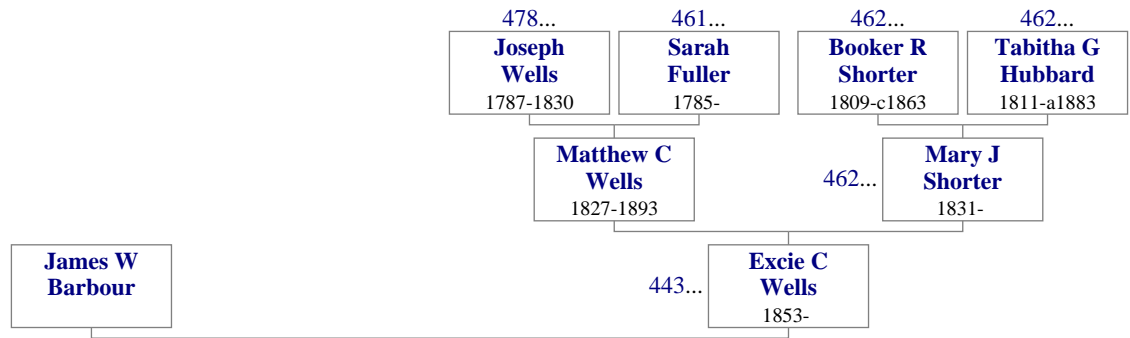 478... 461... 462... 462...
Joseph Wells 1787-1830
Sarah Fuller 1785-
Booker R Shorter 1809-c1863
Tabitha G Hubbard 1811-a1883
Matthew C Wells 1827-1893
462...
Mary J Shorter 1831-
James W Barbour
443...
Excie C Wells 1853-